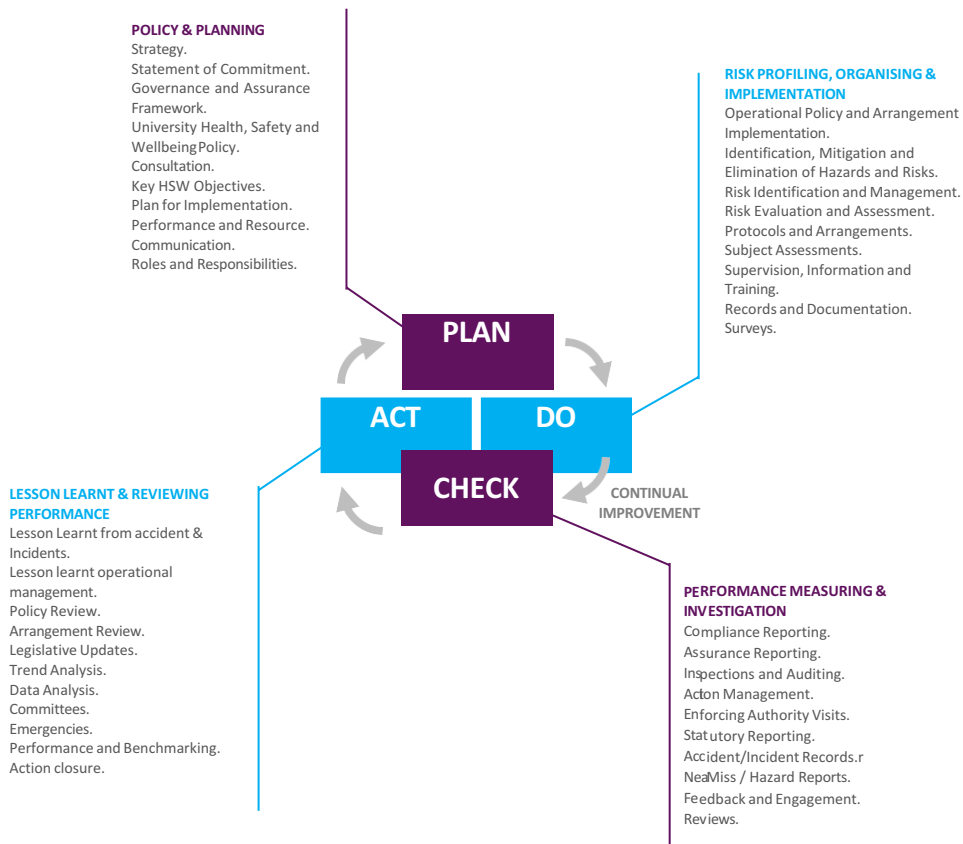 POLICY & PLANNING
Strategy.
Statement of Commitment.
Governance and Assurance
Framework.
University Health, Safety and
WellbeingPolicy.
Consultation.
Key HSW Objectives.
Plan for Implementation.
Performance and Resource.
Communication.
Roles and Responsibilities.
RISK PROFILING, ORGANISING &
IMPLEMENTATION
Operational Policy and Arrangement
Implementation.
Identification, Mitigation and
Elimination of Hazards and Risks.
Risk Identification and Management.
Risk Evaluation and Assessment.
Protocols and Arrangements.
Subject Assessments.
Supervision, Information and
Training.
Records and Documentation.
Surveys.
PLAN
ACT
DO
CHECK
CONTINUAL
IMPROVEMENT
LESSON LEARNT & REVIEWING
PERFORMANCE
Lesson Learnt from accident &
Incidents.
Lesson learnt operational
management.
Policy Review.
Arrangement Review.
Legislative Updates.
Trend Analysis.
Data Analysis.
Committees.
Emergencies.
Performance and Benchmarking.
Action closure.
PERFORMANCE MEASURING &
INVESTIGATION
Compliance Reporting.
Assurance Reporting.
Inspections and Auditing.
Acton Management.
Enforcing Authority Visits.
Statutory Reporting.
Accident/Incident Records.r
NeaMiss / Hazard Reports.
Feedback and Engagement.
Reviews.